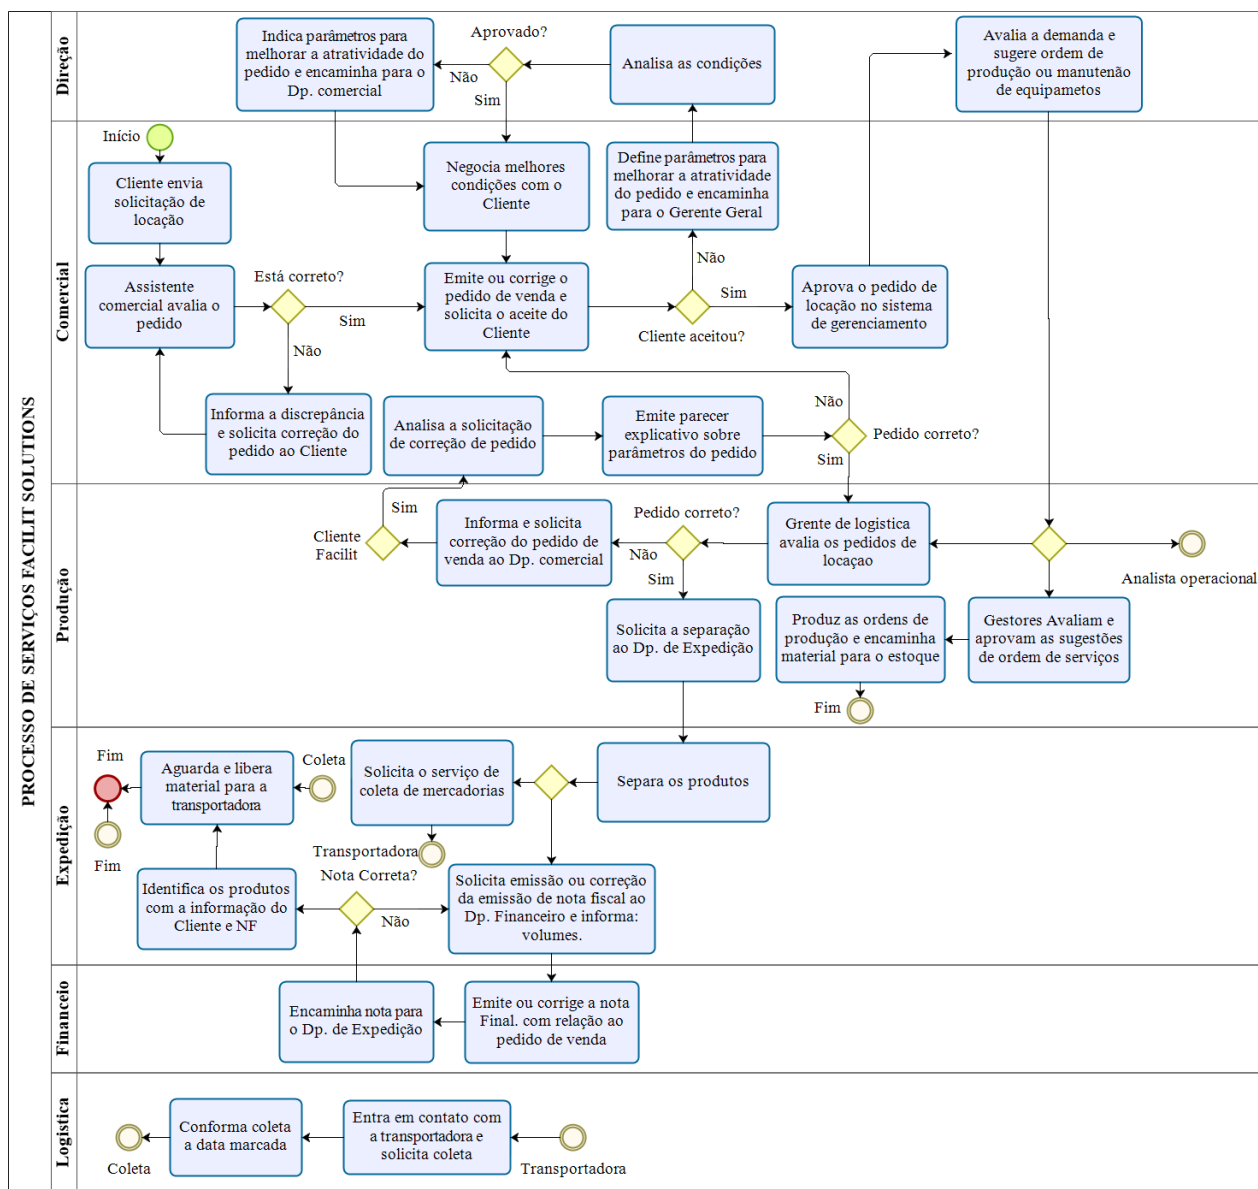 PROCESSO DE SERVIÇOS FACILIT SOLUTIONS
Direção
Indica parâmetros para
melhorar a atratividade do
pedido e encaminha para o
Dp. comercial
Aprovado?
Não
Sim
Analisa as condições
Avalia a demanda e
sugere ordem de
produção ou manutenão
de equipametos
Comercial
Início
Cliente envia
solicitação de
locação
Negocia melhores
condições com o
Cliente
Define parâmetros para
melhorar a atratividade
do pedido e encaminha
para o Gerente Geral
Não
Assistente
comercial avalia o
pedido
Está correto?
Sim
Não
Emite ou corrige o
pedido de venda e
solicita o aceite do
Cliente
Sim
Cliente aceitou?
Aprova o pedido de
locação no sistema
de gerenciamento
Informa a discrepância
e solicita correção do
pedido ao Cliente
Analisa a solicitação
de correção de pedido
Emite parecer
explicativo sobre
parâmetros do pedido
Não
Pedido correto?
Sim
Produção
Sim
Cliente
Facilit
Informa e solicita
correção do pedido de
venda ao Dp. comercial
Pedido correto?
Não
Sim
Grente de logistica
avalia os pedidos de
locaçao
Analista operacional
Solicita a separação
ao Dp. de Expedição
Produz as ordens de
produção e encaminha
material para o estoque
Gestores Avaliam e
aprovam as sugestões
de ordem de serviços
Fim
Expedição
Fim
Aguarda e libera
material para a
transportadora
Coleta
Solicita o serviço de
coleta de mercadorias
Separa os produtos
Fim
Transportadora
Nota Correta?
Identifica os produtos
com a informação do
Cliente e NF
Não
Solicita emissão ou correção
da emissão de nota fiscal ao
Dp. Financeiro e informa:
volumes.
Financeio
Encaminha nota para
o Dp. de Expedição
Emite ou corrige a nota
Final. com relação ao
pedido de venda
Logística
Coleta
Conforma coleta
a data marcada
Entra em contato com
a transportadora e
solicita coleta
Transportadora